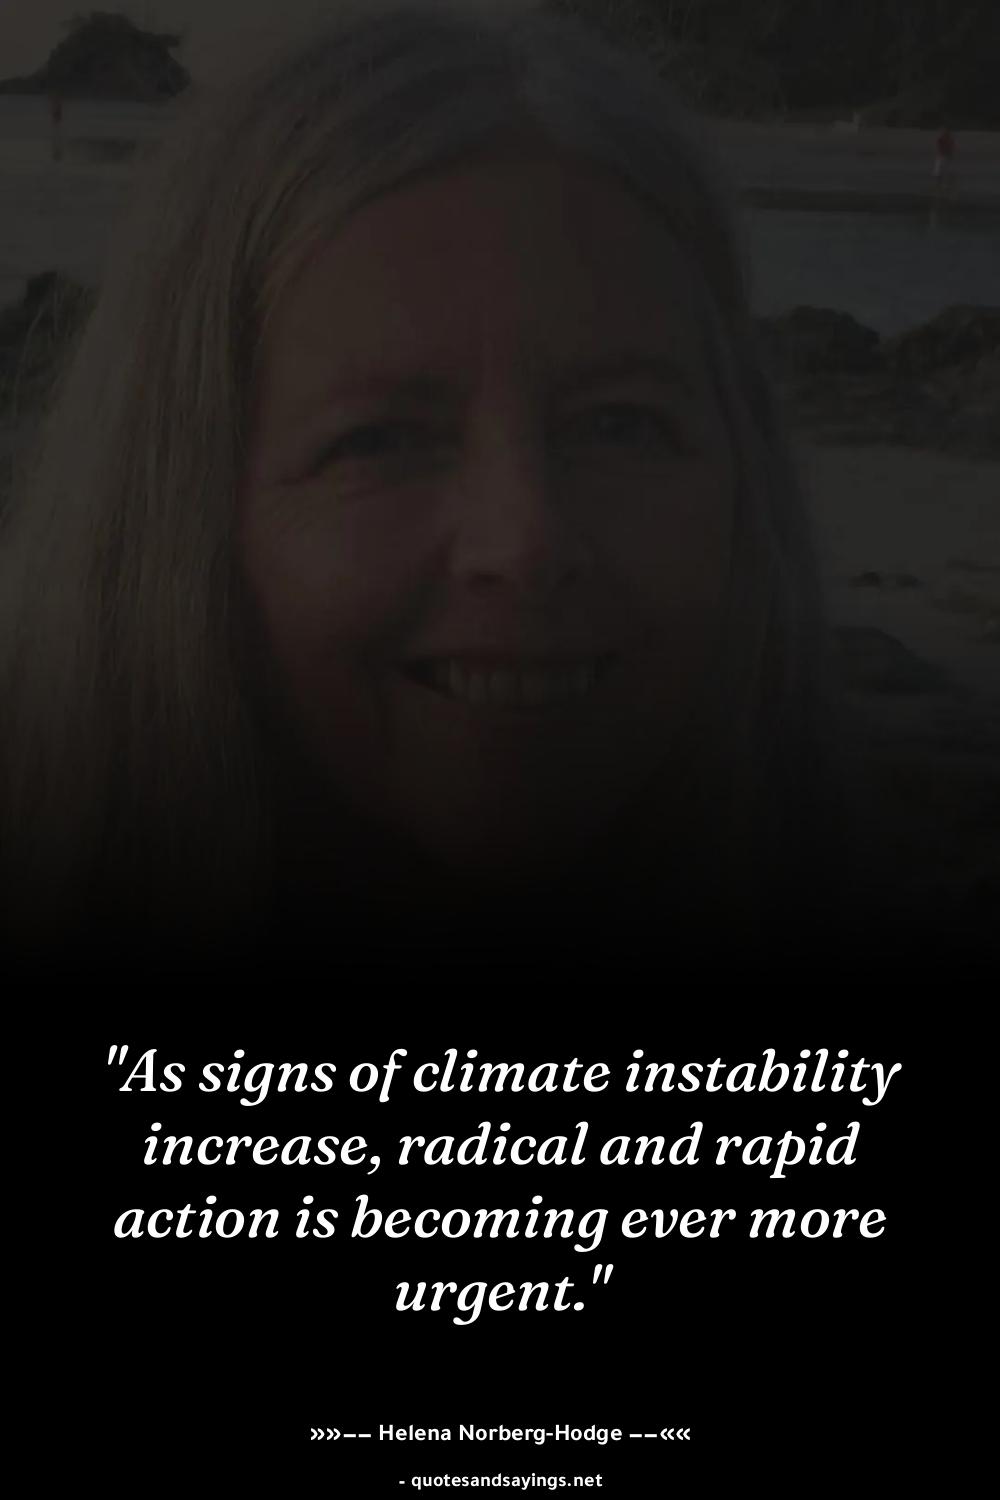 "As signs of climate instability
increase, radical and rapid
action is becoming ever more
urgent."
»»–– Helena Norberg-Hodge ––««
- quotesandsayings.net